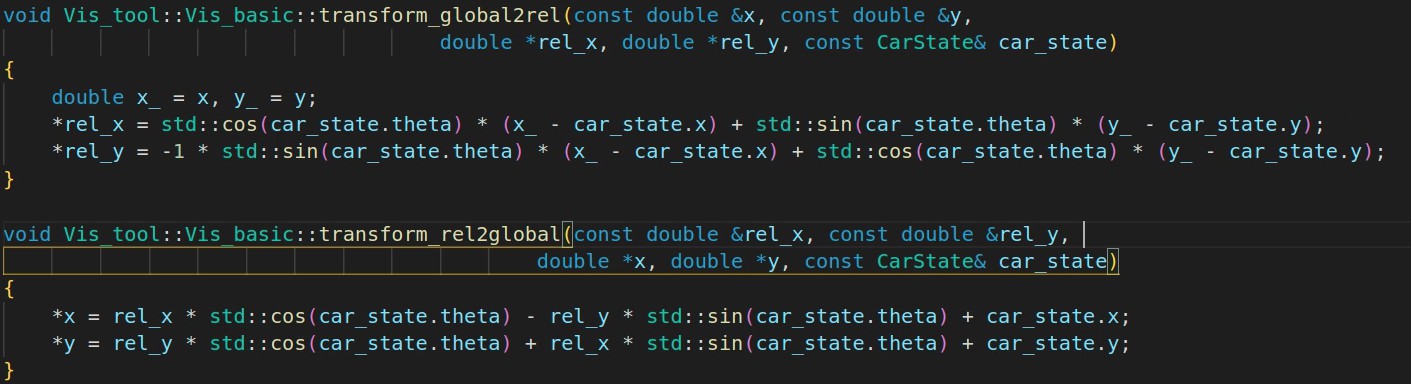 void Vis_tool::Vis_basic::transform_global2rel(const double &x, const double &y,
                                    double *rel_x, double *rel_y, const CarState& car_state)
{
    double x_ = x, y_ = y;
    *rel_x = std::cos(car_state.theta) * (x_ - car_state.x) + std::sin(car_state.theta) * (y_ - car_state.y);
    *rel_y = -1 * std::sin(car_state.theta) * (x_ - car_state.x) + std::cos(car_state.theta) * (y_ - car_state.y);
}

void Vis_tool::Vis_basic::transform_rel2global(const double &rel_x, const double &rel_y,
                                            double *x, double *y, const CarState& car_state)
{
    *x = rel_x * std::cos(car_state.theta) - rel_y * std::sin(car_state.theta) + car_state.x;
    *y = rel_y * std::cos(car_state.theta) + rel_x * std::sin(car_state.theta) + car_state.y;
}